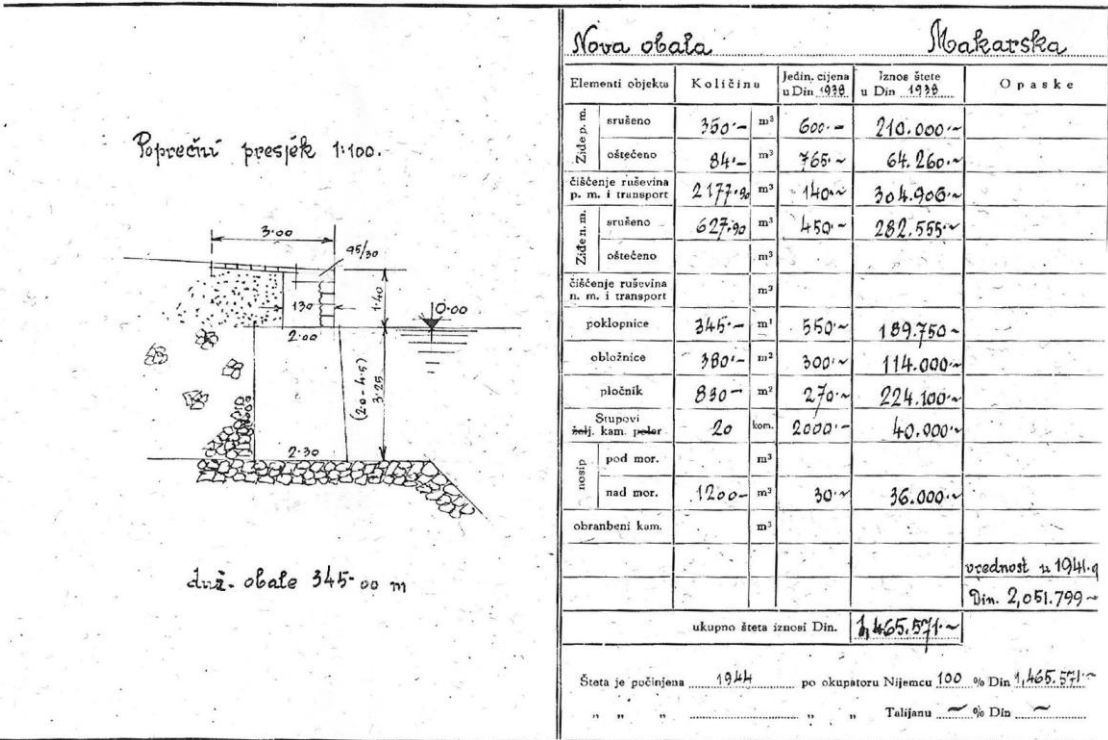 Poprečni presjek 1:100.
3·00
95/30
130
1·40
0·00
2·00
(2·0-4·5)
3·25
2·30
duž. obale 345·00 m
Nova obala Makarska
Elementi objekta Količina Jedin. cijena u Din 1938 Iznos štete u Din 1938 Opaske
Zide p. m. srušeno 350·- m³ 600·- 210.000·~
oštećeno 84·- m³ 765·~ 64.260·~
čišćenje ruševina p. m. i transport 2177·90 m³ 140·~ 304.906·~
Zide n. m. srušeno 627,90 m³ 450·~ 282.555·~
oštećeno m³
čišćenje ruševina n. m. i transport m³
poklopnice 345·- m¹ 550·~ 189.750~
obložnice 380·- m² 300·~ 114.000·~
pločnik 830- m² 270·~ 224.100·~
Stupovi
želj. kam. poler 20 kom. 2000·- 40.000·~
nosip pod mor. m³
nad mor. 1200- m³ 30·~ 36.000·~
obranbeni kam. m³
vrednost u 1941.g
Din. 2,051.799~
ukupno šteta iznosi Din. 1,465.571·~
Šteta je počinjena 1944 po okupatoru Nijemcu 100 % Din 1,465.571·~
" " " " " Talijanu ~ % Din ~